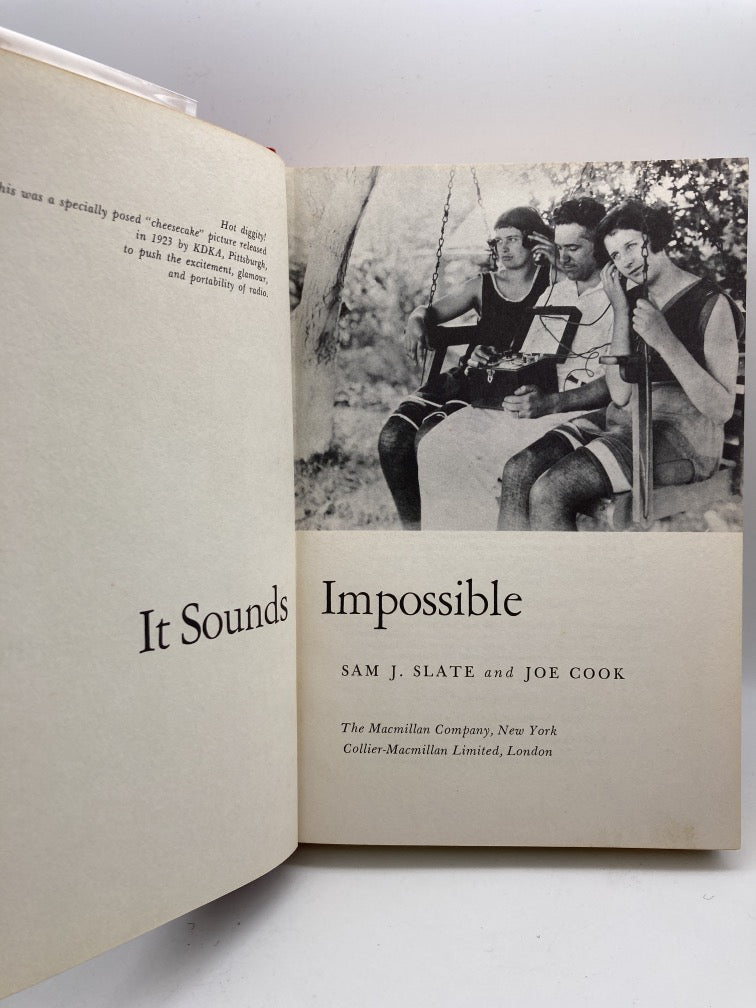 Hot diggity!
his was a specially posed "cheesecake" picture released
in 1923 by KDKA, Pittsburgh,
to push the excitement, glamour,
and portability of radio.
It Sounds Impossible
SAM J. SLATE and JOE COOK
The Macmillan Company, New York
Collier-Macmillan Limited, London